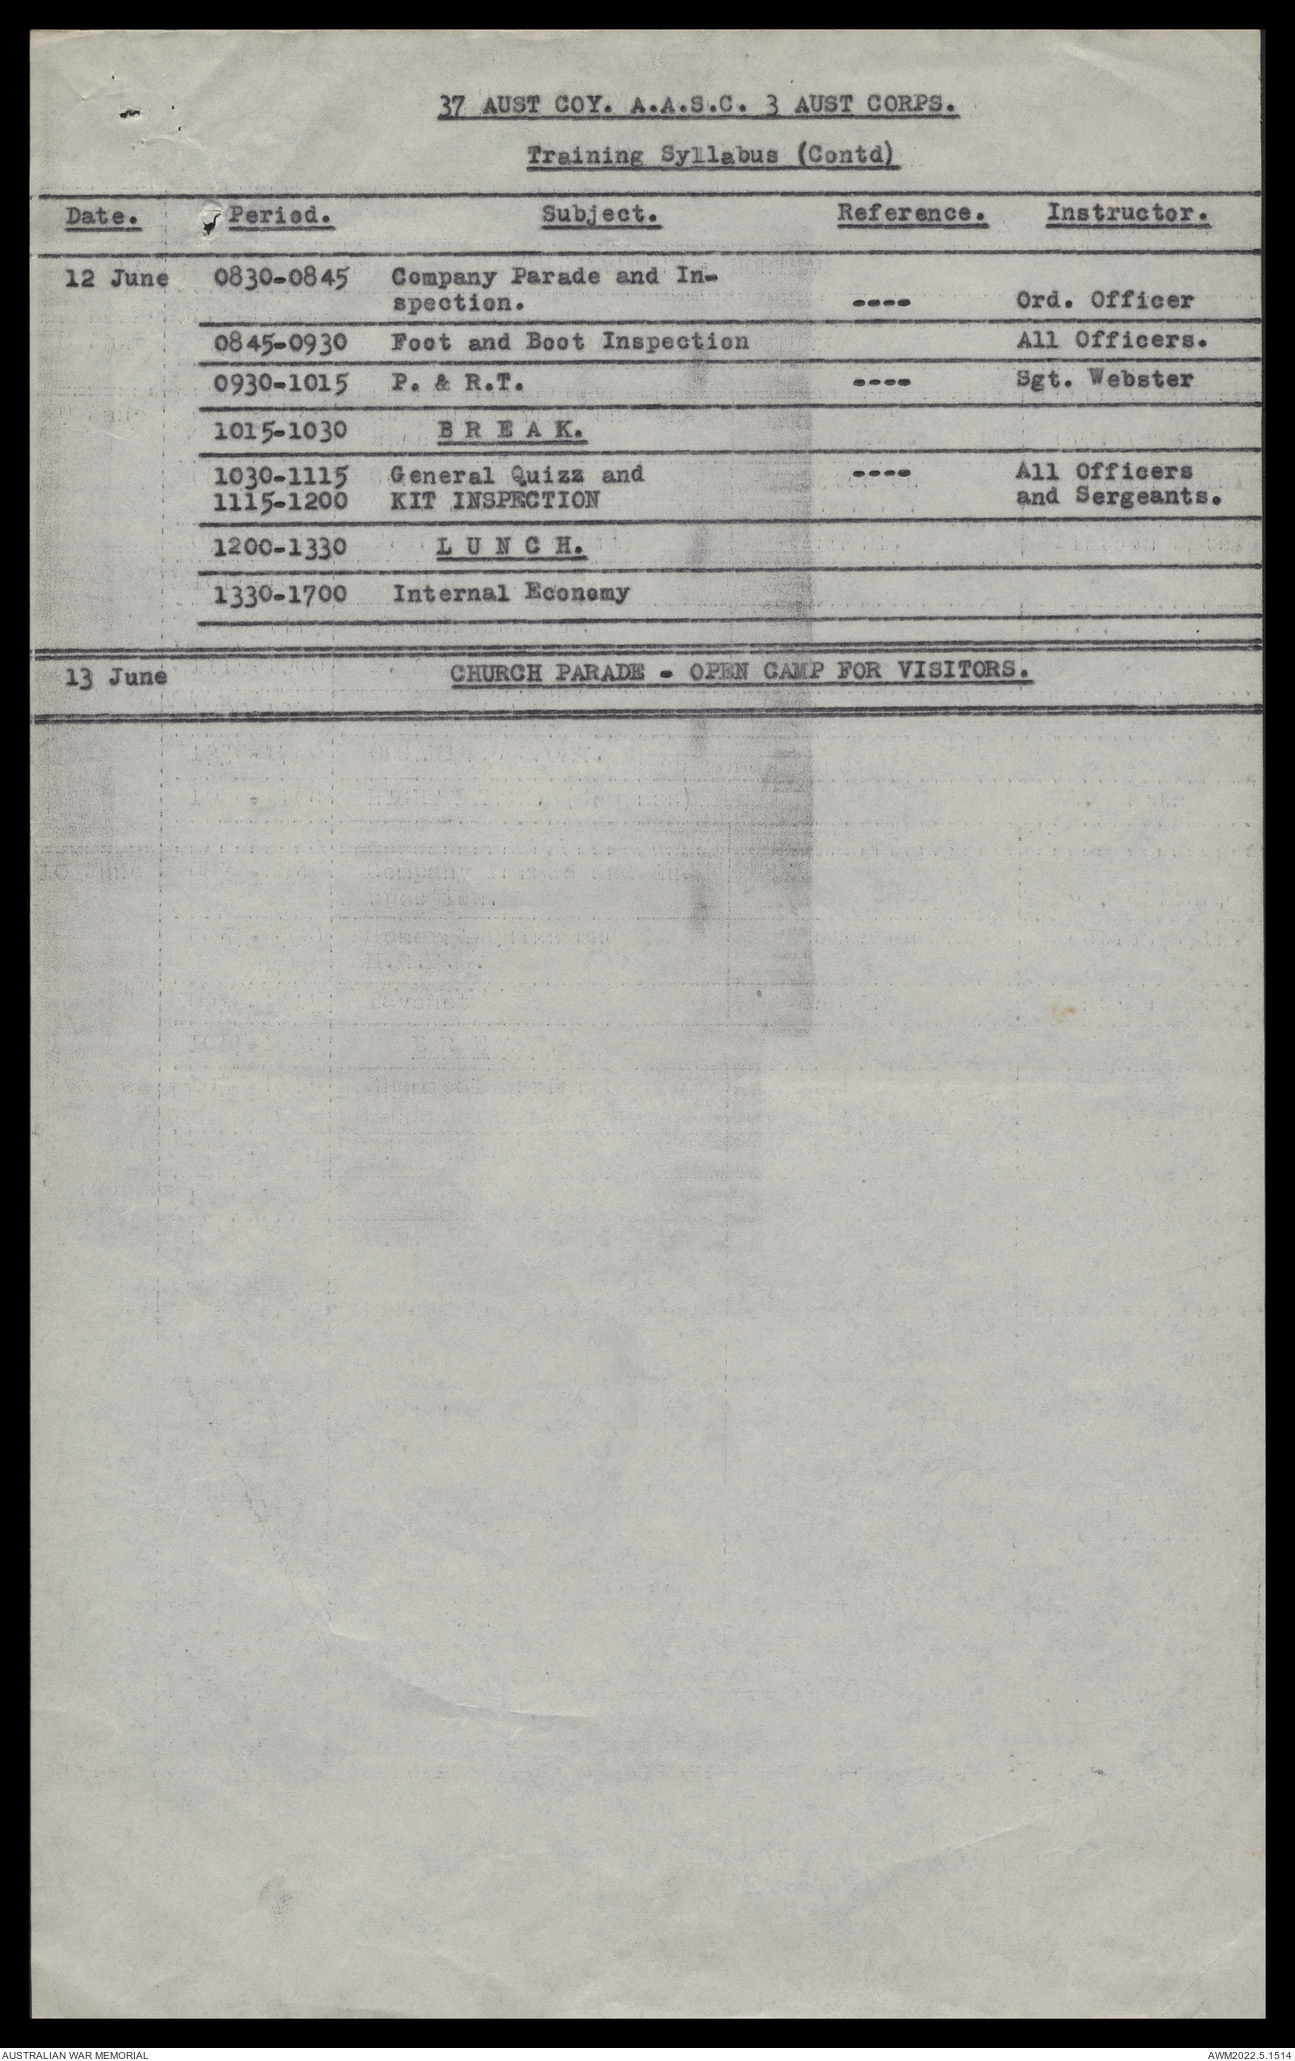 37 AUST COY. A.A.S.C. 3 AUST CORPS.
Training Syllabus (Contd)
Date. Period. Subject. Reference. Instructor.
12 June 0830-0845 Company Parade and In-
spection. ---- Ord. Officer
0845-0930 Foot and Boot Inspection All Officers.
0930-1015 P. & R.T. ---- Sgt. Webster
1015-1030 B R E A K.
1030-1115 General Quizz and ---- All Officers
1115-1200 KIT INSPECTION and Sergeants.
1200-1330 L U N C H.
1330-1700 Internal Economy
13 June CHURCH PARADE - OPEN CAMP FOR VISITORS.
AUSTRALIAN WAR MEMORIAL AWM2022.5.1514